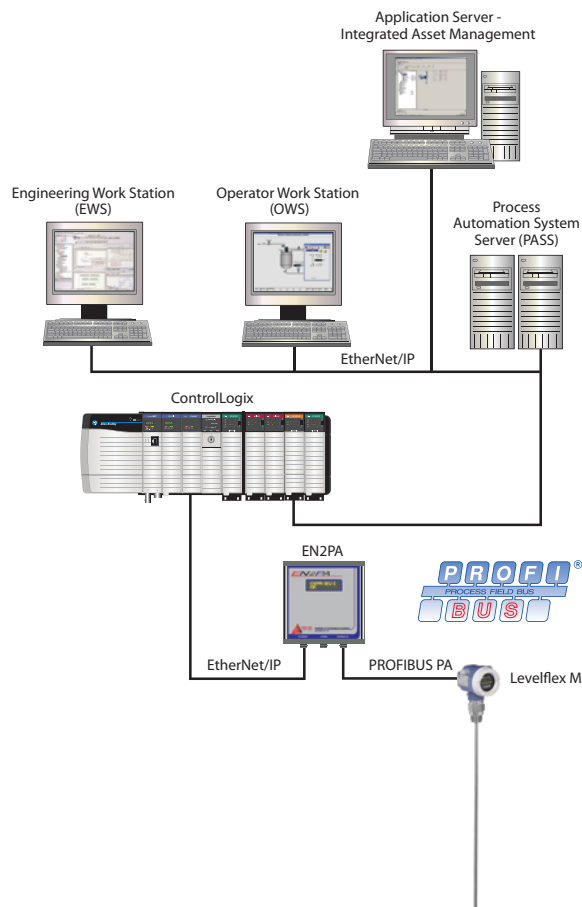 Application Server -
Integrated Asset Management
Engineering Work Station
(EWS)
Operator Work Station
(OWS)
Process
Automation System
Server (PASS)
EtherNet/IP
ControlLogix
EN2PA
EN2PA
PROFI®
PROCESS FIELD BUS
BUS
EtherNet/IP
PROFIBUS PA
Levelflex M